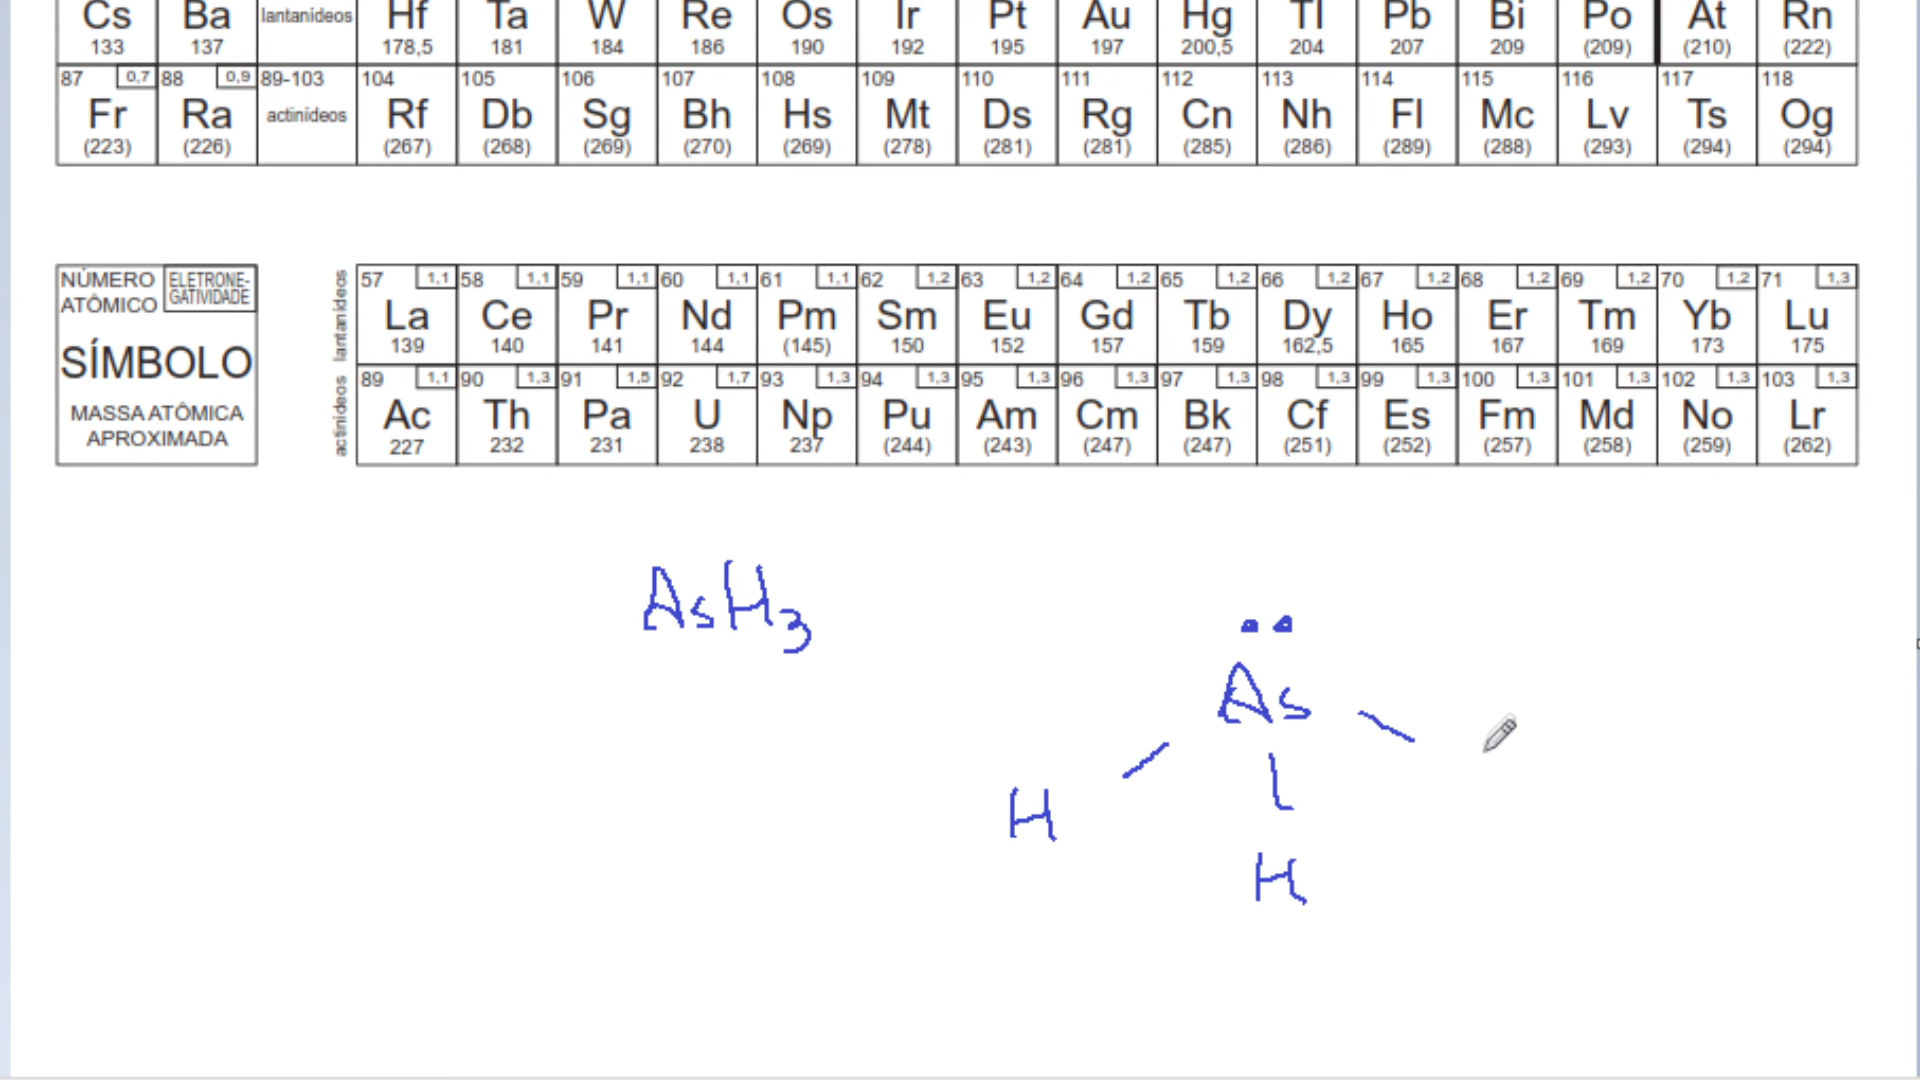 Cs Ba lantanídeos Hf Ta W Re Os Ir Pt Au Hg Tl Pb Bi Po At Rn
133 137 178,5 181 184 186 190 192 195 197 200,5 204 207 209 (209) (210) (222)
87 0,7 88 0,9 89-103 104 105 106 107 108 109 110 111 112 113 114 115 116 117 118
Fr Ra actinídeos Rf Db Sg Bh Hs Mt Ds Rg Cn Nh Fl Mc Lv Ts Og
(223) (226) (267) (268) (269) (270) (269) (278) (281) (281) (285) (286) (289) (288) (293) (294) (294)
NÚMERO ATÔMICO
ELETRONE-
GATIVIDADE
SÍMBOLO
MASSA ATÔMICA
APROXIMADA
lantanídeos
57 1,1 58 1,1 59 1,1 60 1,1 61 1,1 62 1,2 63 1,2 64 1,2 65 1,2 66 1,2 67 1,2 68 1,2 69 1,2 70 1,2 71 1,3
La Ce Pr Nd Pm Sm Eu Gd Tb Dy Ho Er Tm Yb Lu
139 140 141 144 (145) 150 152 157 159 162,5 165 167 169 173 175
actinídeos
89 1,1 90 1,3 91 1,5 92 1,7 93 1,3 94 1,3 95 1,3 96 1,3 97 1,3 98 1,3 99 1,3 100 1,3 101 1,3 102 1,3 103 1,3
Ac Th Pa U Np Pu Am Cm Bk Cf Es Fm Md No Lr
227 232 231 238 237 (244) (243) (247) (247) (251) (252) (257) (258) (259) (262)
AsH3
As
H
H